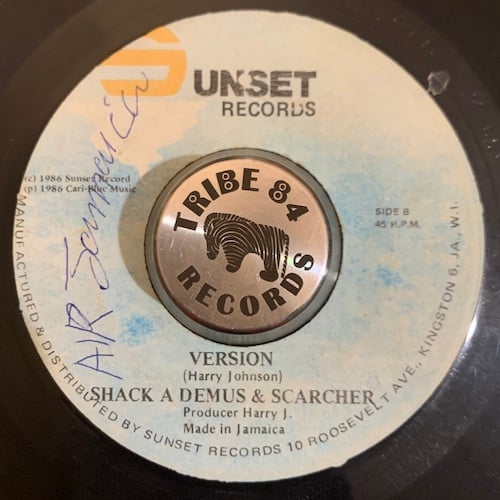 SUNSET
RECORDS
(c) 1986 Sunset Record
(p) 1986 Cari-Blue Music
AIR Jamaica
TRIBE 84
RECORDS
SIDE B
45 R.P.M.
VERSION
(Harry Johnson)
SHACK A DEMUS & SCARCHER
Producer Harry J.
Made in Jamaica
MANUFACTURED & DISTRIBUTED BY SUNSET RECORDS 10 ROOSEVELT AVE., KINGSTON 6, JA., W.I.